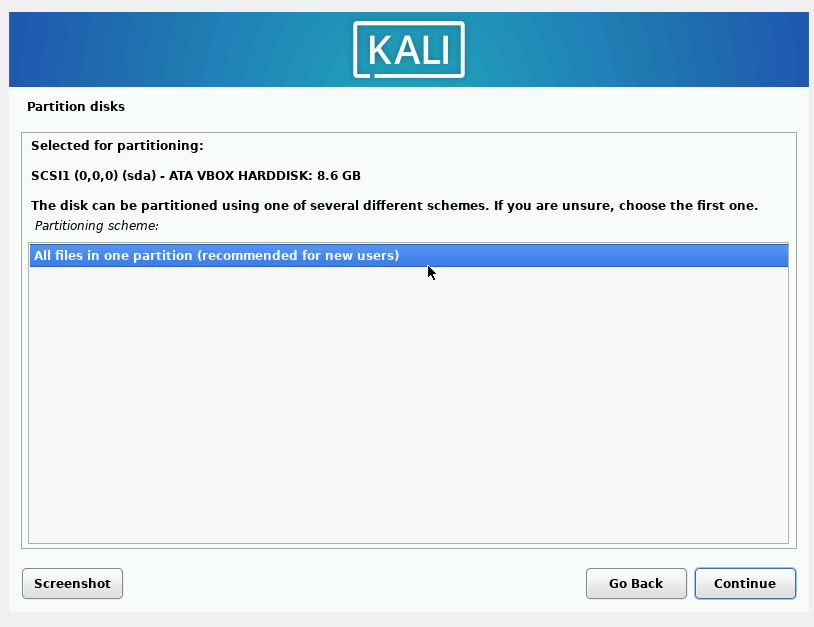 KALI
Partition disks
Selected for partitioning:
SCSI1 (0,0,0) (sda) - ATA VBOX HARDDISK: 8.6 GB
The disk can be partitioned using one of several different schemes. If you are unsure, choose the first one.
Partitioning scheme:
All files in one partition (recommended for new users)
Screenshot
Go Back
Continue